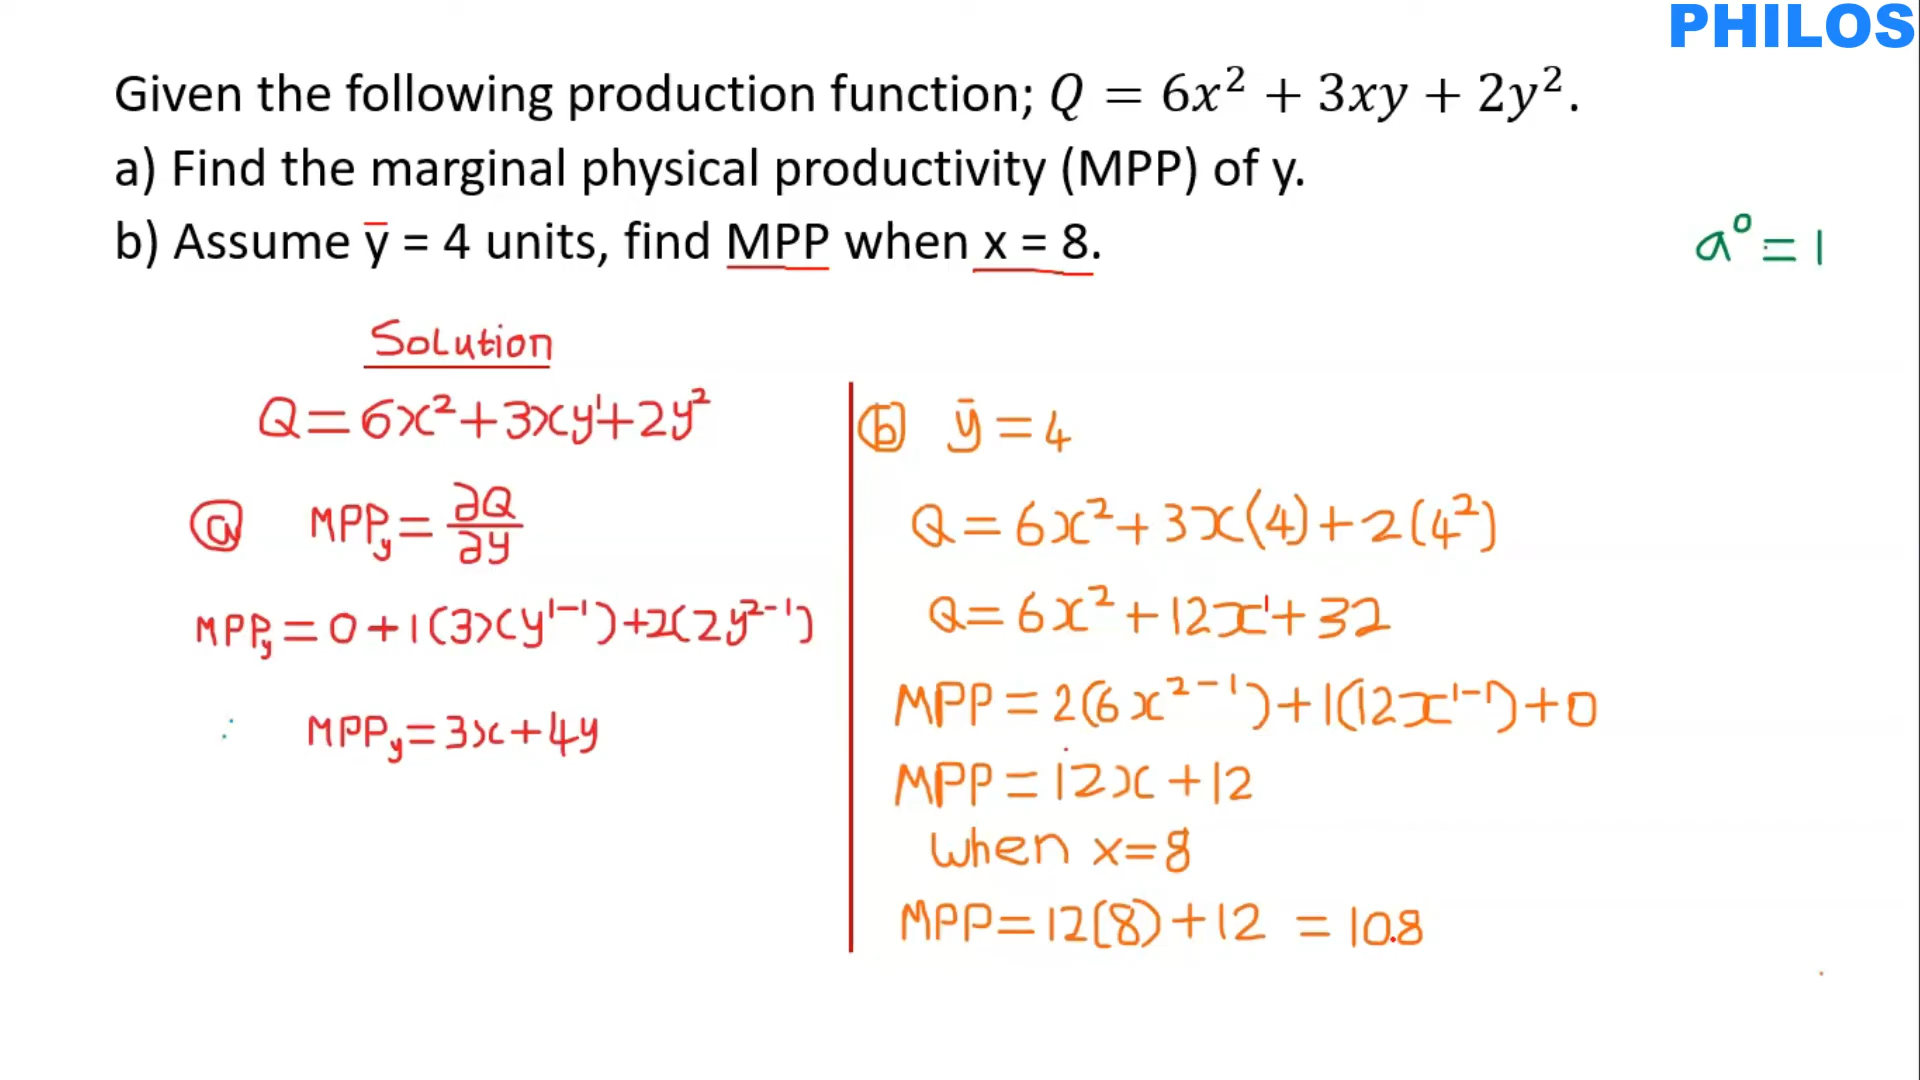 PHILOS
Given the following production function; Q = 6x² + 3xy + 2y².
a) Find the marginal physical productivity (MPP) of y.
b) Assume ȳ = 4 units, find MPP when x = 8.
a⁰ = 1
Solution
Q = 6x² + 3xy¹ + 2y²
ⓐ MPP_y = ∂Q/∂y
MPP_y = 0 + 1(3xy¹⁻¹) + 2(2y²⁻¹)
∴ MPP_y = 3x + 4y
ⓑ ȳ = 4
Q = 6x² + 3x(4) + 2(4²)
Q = 6x² + 12x¹ + 32
MPP = 2(6x²⁻¹) + 1(12x¹⁻¹) + 0
MPP = 12x + 12
When x = 8
MPP = 12(8) + 12 = 108